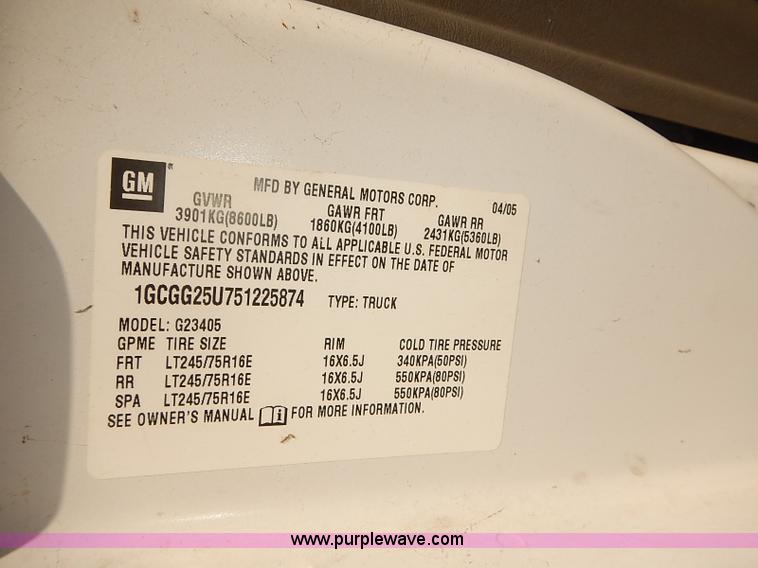 GM
MFD BY GENERAL MOTORS CORP. 04/05
GVWR GAWR FRT GAWR RR
3901KG(8600LB) 1860KG(4100LB) 2431KG(5360LB)
THIS VEHICLE CONFORMS TO ALL APPLICABLE U.S. FEDERAL MOTOR
VEHICLE SAFETY STANDARDS IN EFFECT ON THE DATE OF
MANUFACTURE SHOWN ABOVE.
1GCGG25U751225874 TYPE: TRUCK
MODEL: G23405
GPME TIRE SIZE RIM COLD TIRE PRESSURE
FRT LT245/75R16E 16X6.5J 340KPA(50PSI)
RR LT245/75R16E 16X6.5J 550KPA(80PSI)
SPA LT245/75R16E 16X6.5J 550KPA(80PSI)
SEE OWNER'S MANUAL i FOR MORE INFORMATION.
www.purplewave.com